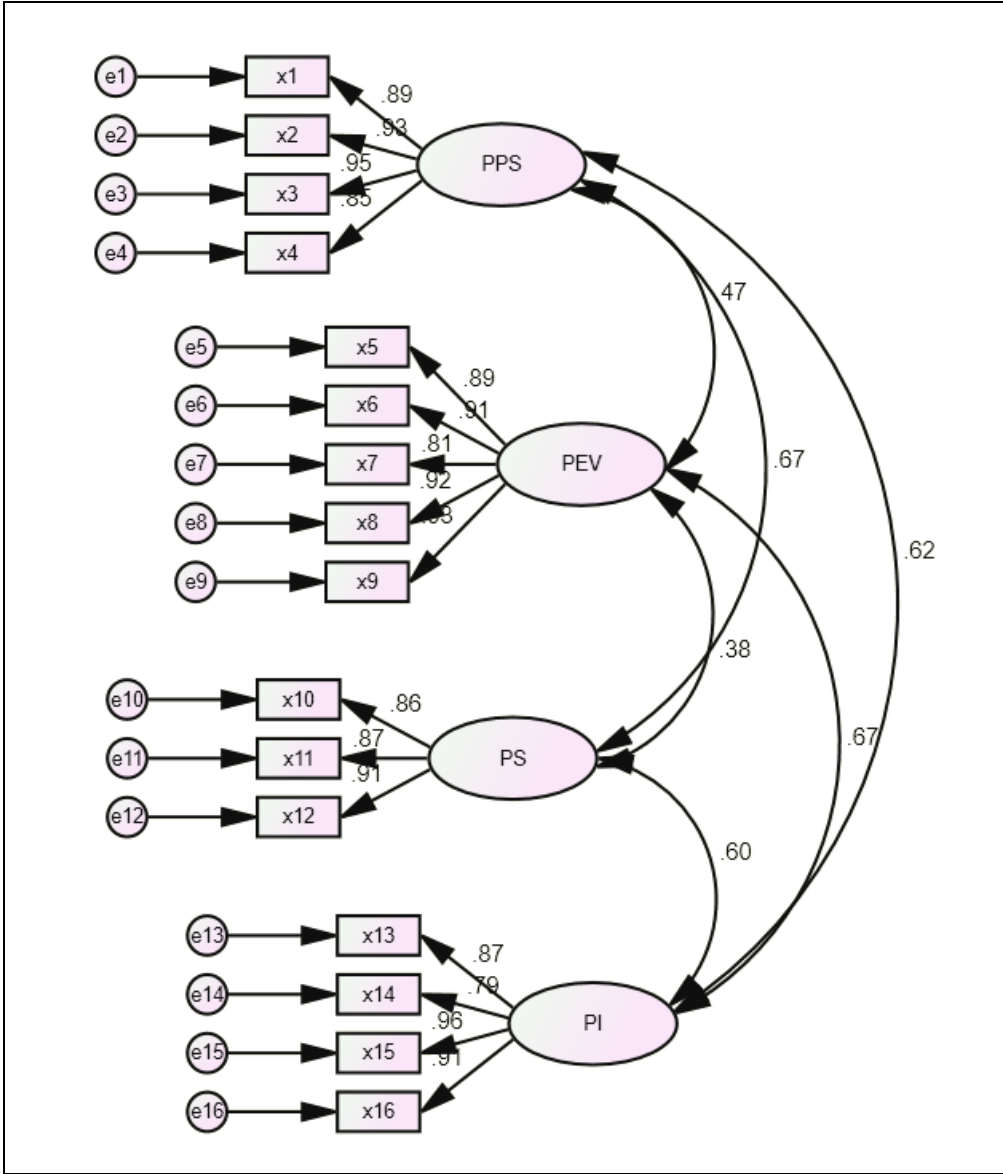 e1 x1 .89
e2 x2 .93
PPS
e3 x3 .95
e4 x4 .85
47
e5 x5 .89
e6 x6 .91
e7 x7 .81
PEV
.67
e8 x8 .92
e9 x9
.62
.38
e10 x10 .86
e11 x11 .87
PS
.67
e12 x12 .91
.60
e13 x13 .87
e14 x14 .79
PI
e15 x15 .96
e16 x16 .91